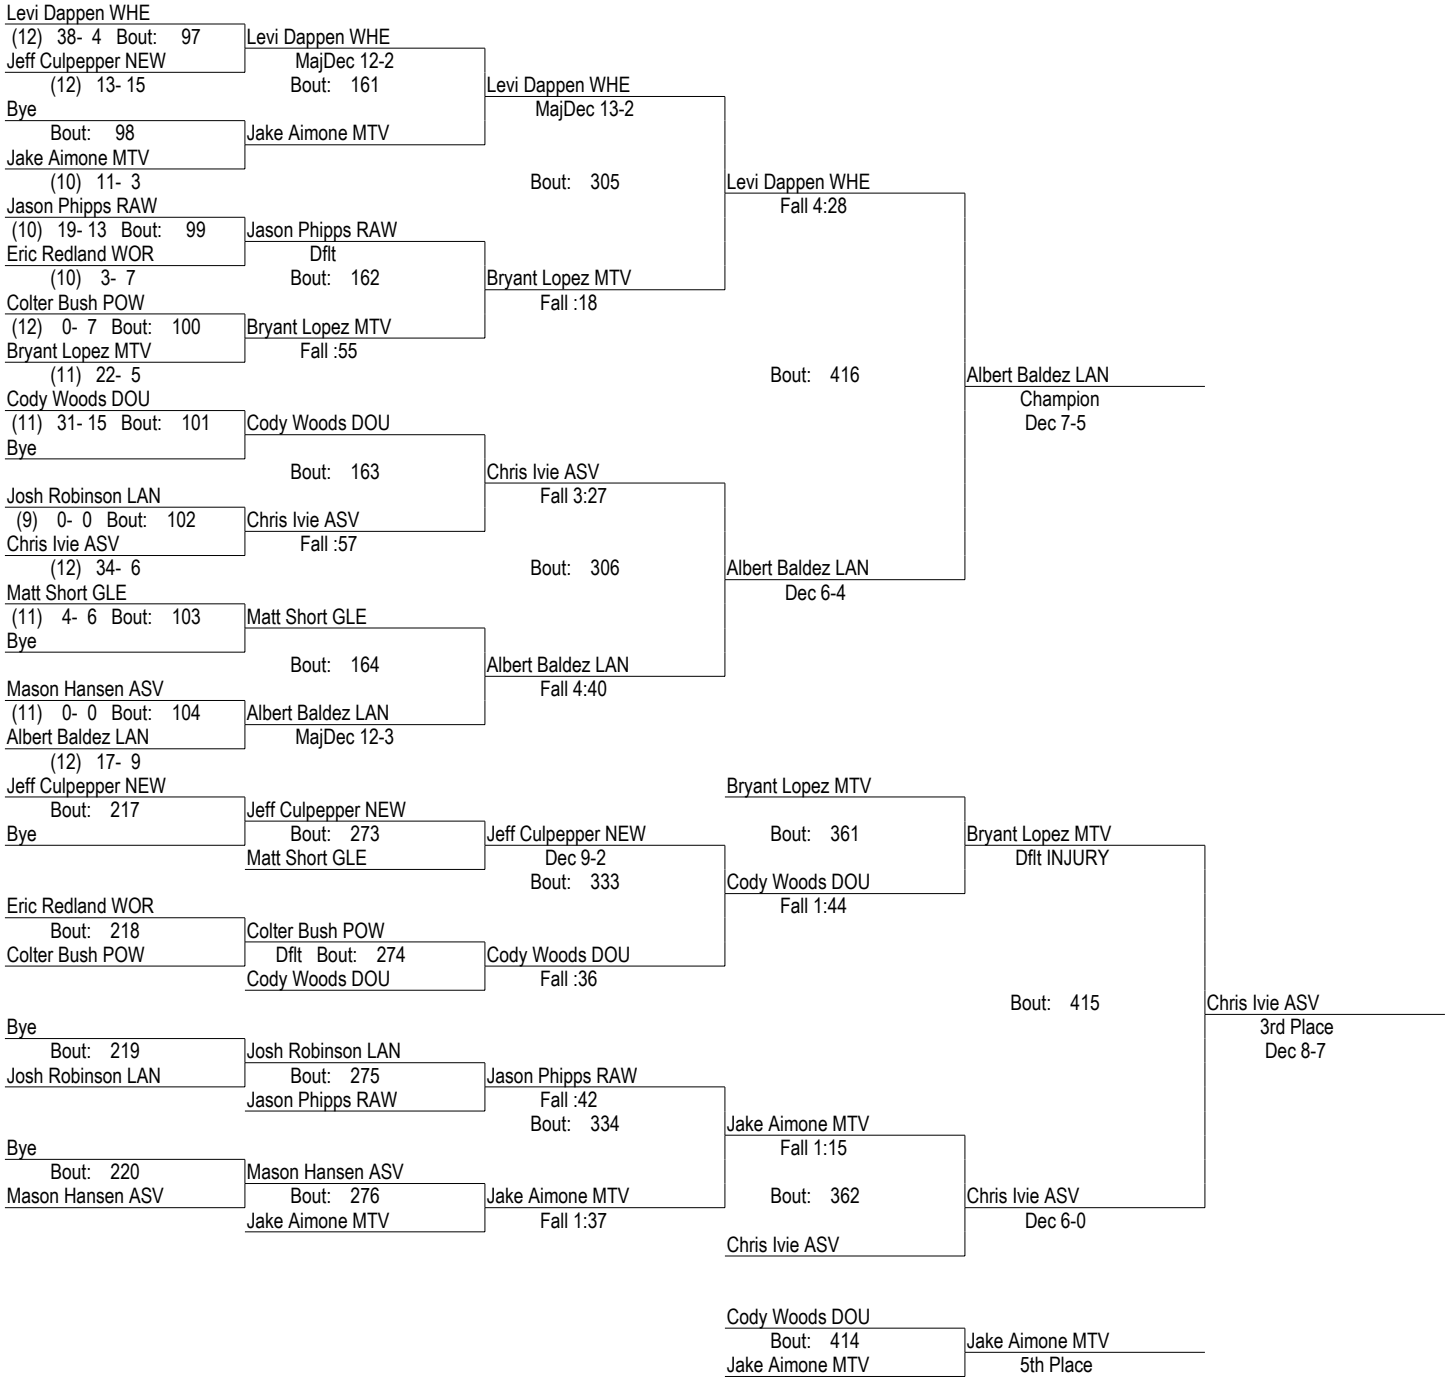 Levi Dappen WHE
(12) 38- 4 Bout: 97 Levi Dappen WHE
Jeff Culpepper NEW MajDec 12-2
(12) 13- 15 Bout: 161 Levi Dappen WHE
Bye MajDec 13-2
Bout: 98 Jake Aimone MTV
Jake Aimone MTV
(10) 11- 3 Bout: 305 Levi Dappen WHE
Jason Phipps RAW Fall 4:28
(10) 19- 13 Bout: 99 Jason Phipps RAW
Eric Redland WOR Dflt
(10) 3- 7 Bout: 162 Bryant Lopez MTV
Colter Bush POW Fall :18
(12) 0- 7 Bout: 100 Bryant Lopez MTV
Bryant Lopez MTV Fall :55
(11) 22- 5 Bout: 416 Albert Baldez LAN
Cody Woods DOU Champion
(11) 31- 15 Bout: 101 Cody Woods DOU Dec 7-5
Bye
Bout: 163 Chris Ivie ASV
Josh Robinson LAN Fall 3:27
(9) 0- 0 Bout: 102 Chris Ivie ASV
Chris Ivie ASV Fall :57
(12) 34- 6 Bout: 306 Albert Baldez LAN
Matt Short GLE Dec 6-4
(11) 4- 6 Bout: 103 Matt Short GLE
Bye
Bout: 164 Albert Baldez LAN
Mason Hansen ASV Fall 4:40
(11) 0- 0 Bout: 104 Albert Baldez LAN
Albert Baldez LAN MajDec 12-3
(12) 17- 9
Jeff Culpepper NEW Bryant Lopez MTV
Bout: 217 Jeff Culpepper NEW
Bye Bout: 273 Jeff Culpepper NEW Bout: 361 Bryant Lopez MTV
Matt Short GLE Dec 9-2 Dflt INJURY
Bout: 333 Cody Woods DOU
Eric Redland WOR Fall 1:44
Bout: 218 Colter Bush POW
Colter Bush POW Dflt Bout: 274 Cody Woods DOU
Cody Woods DOU Fall :36
Bout: 415 Chris Ivie ASV
Bye 3rd Place
Bout: 219 Josh Robinson LAN Dec 8-7
Josh Robinson LAN Bout: 275 Jason Phipps RAW
Jason Phipps RAW Fall :42
Bout: 334 Jake Aimone MTV
Bye Fall 1:15
Bout: 220 Mason Hansen ASV
Mason Hansen ASV Bout: 276 Jake Aimone MTV Bout: 362 Chris Ivie ASV
Jake Aimone MTV Fall 1:37 Dec 6-0
Chris Ivie ASV
Cody Woods DOU
Bout: 414 Jake Aimone MTV
Jake Aimone MTV 5th Place